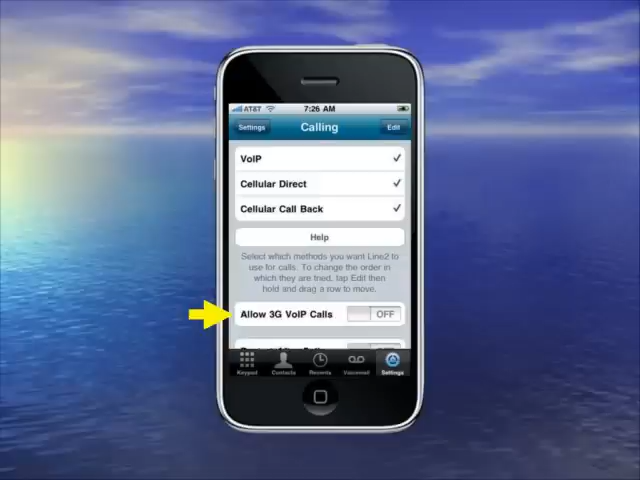 AT&T 7:26 AM
Settings Calling Edit
VoIP
Cellular Direct
Cellular Call Back
Help
Select which methods you want Line2 to
use for calls. To change the order in
which they are tried, tap Edit then
hold and drag a row to move.
Allow 3G VoIP Calls OFF
Keypad Contacts Recents Voicemail Settings